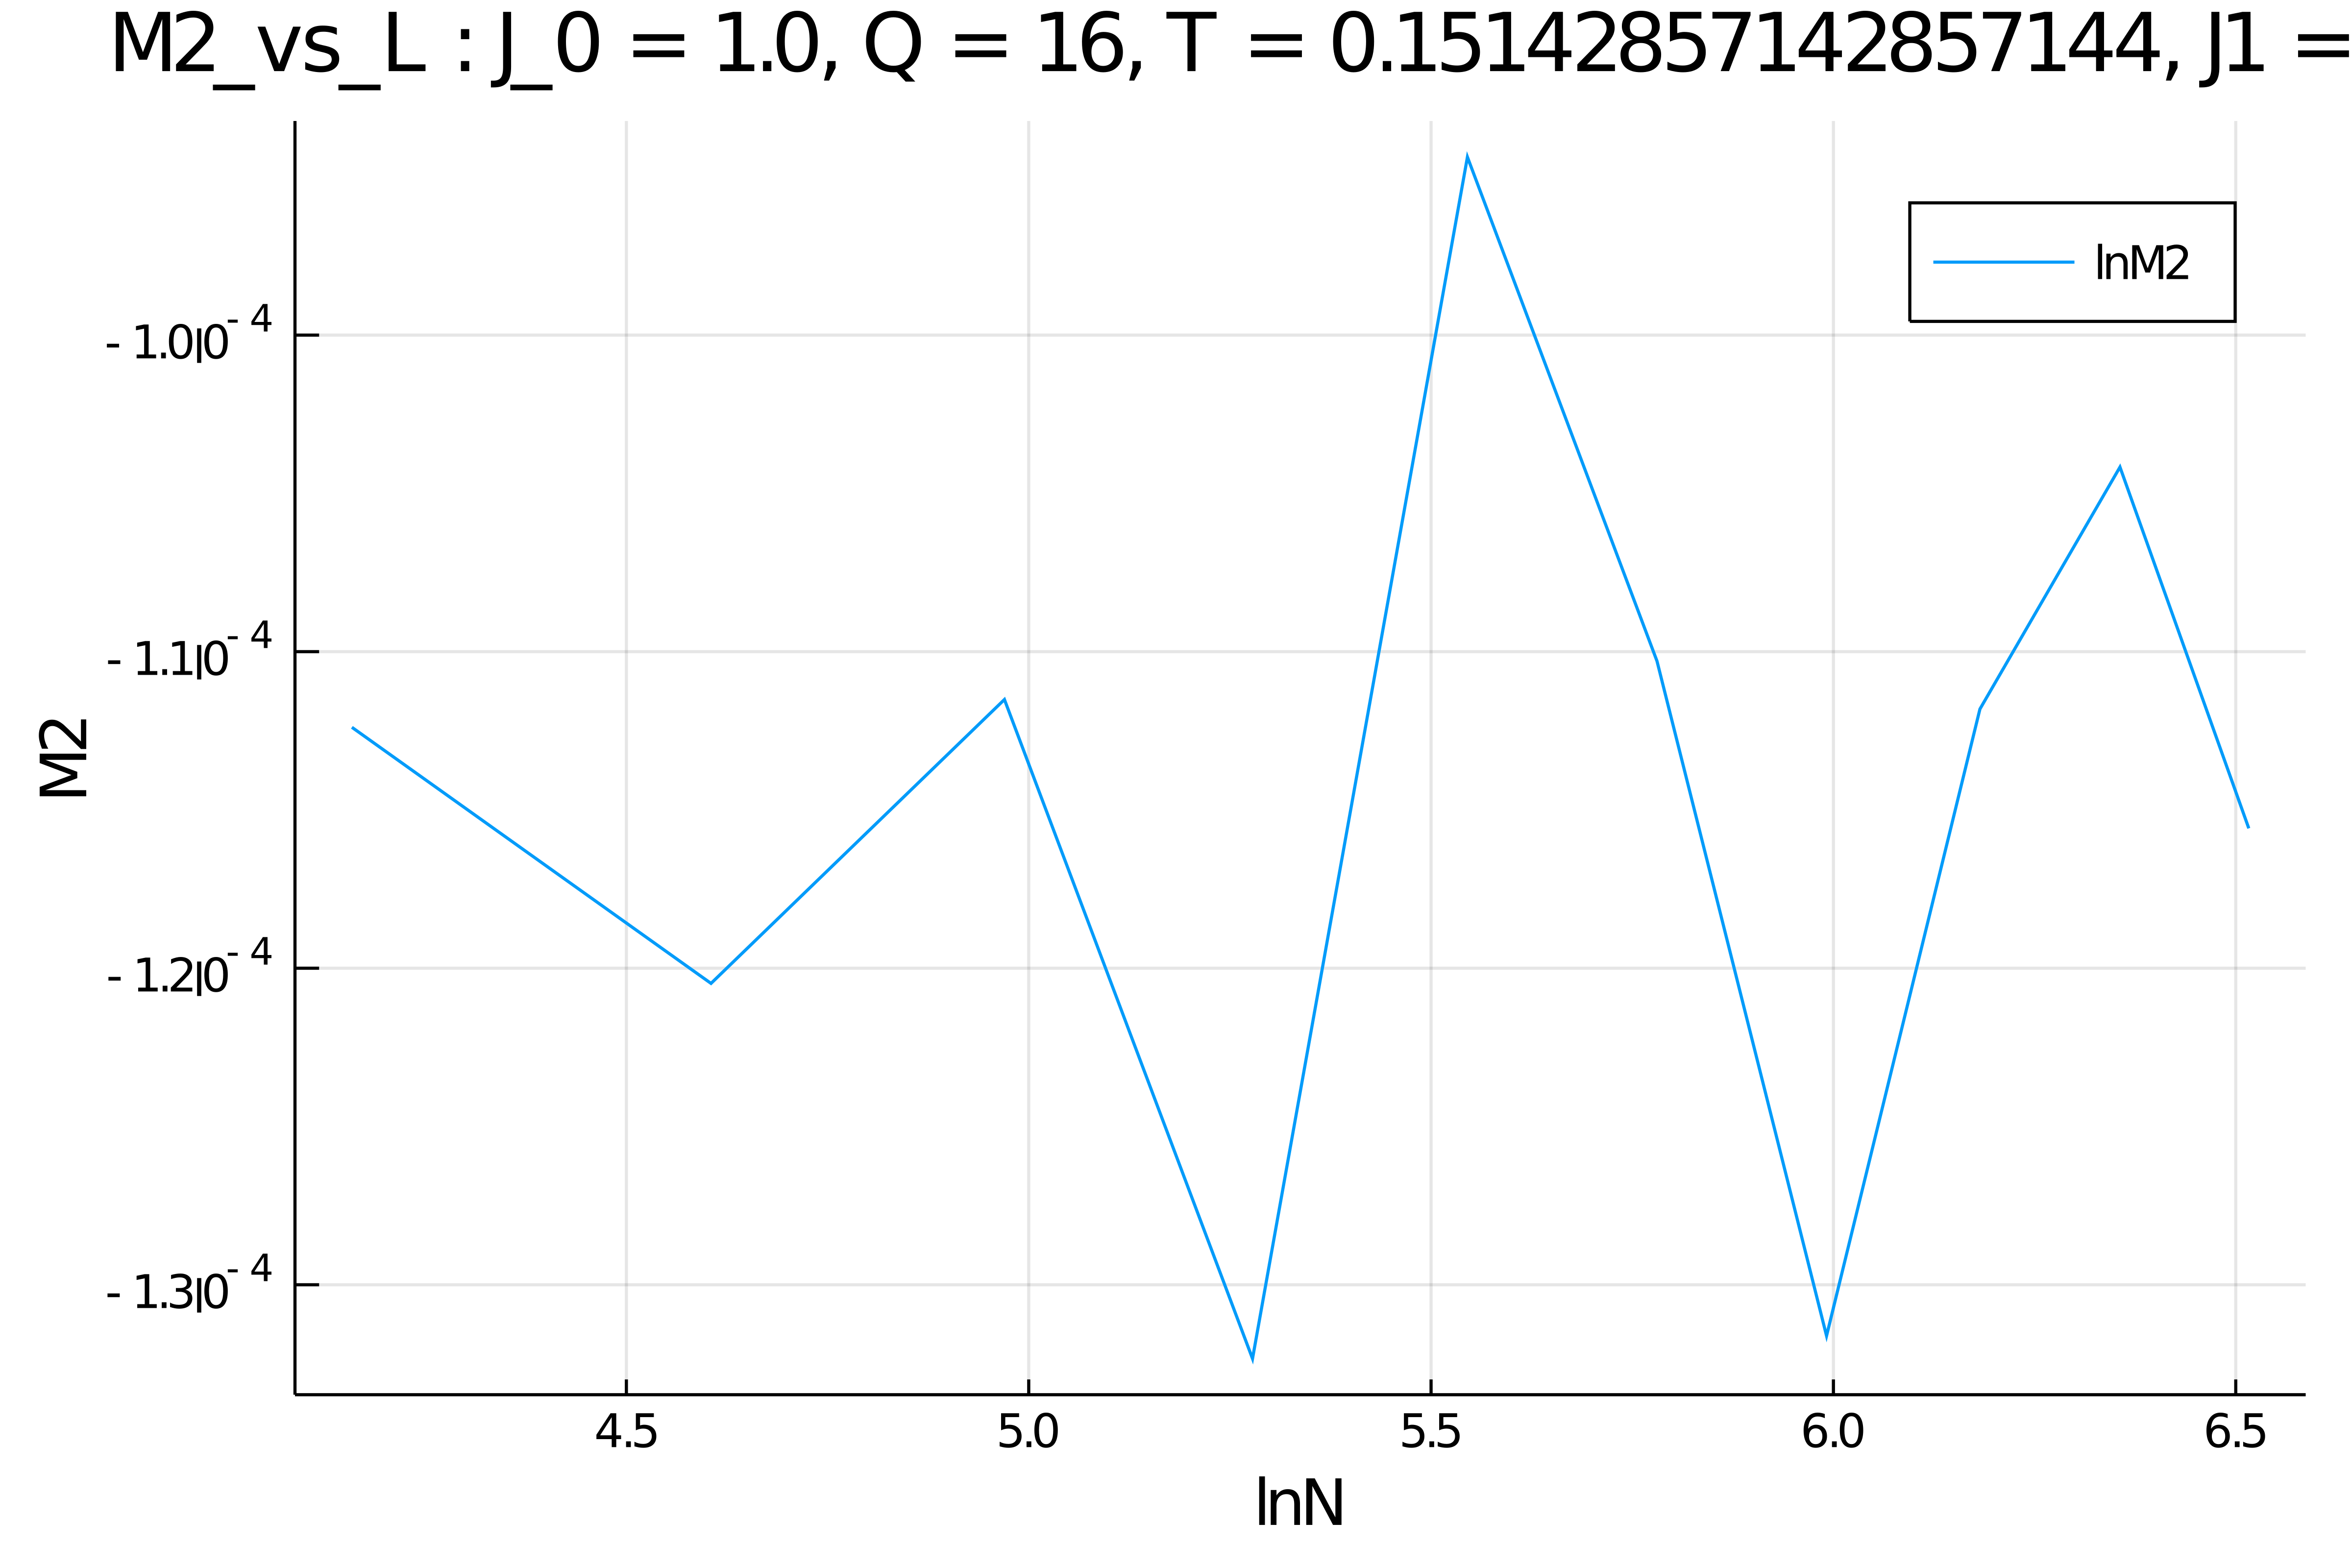 M2_vs_L : J_0 = 1.0, Q = 16, T = 0.15142857142857144, J1 =
lnM2
- 1.0|0^- 4
- 1.1|0^- 4
- 1.2|0^- 4
- 1.3|0^- 4
M2
4.5 5.0 5.5 6.0 6.5
lnN